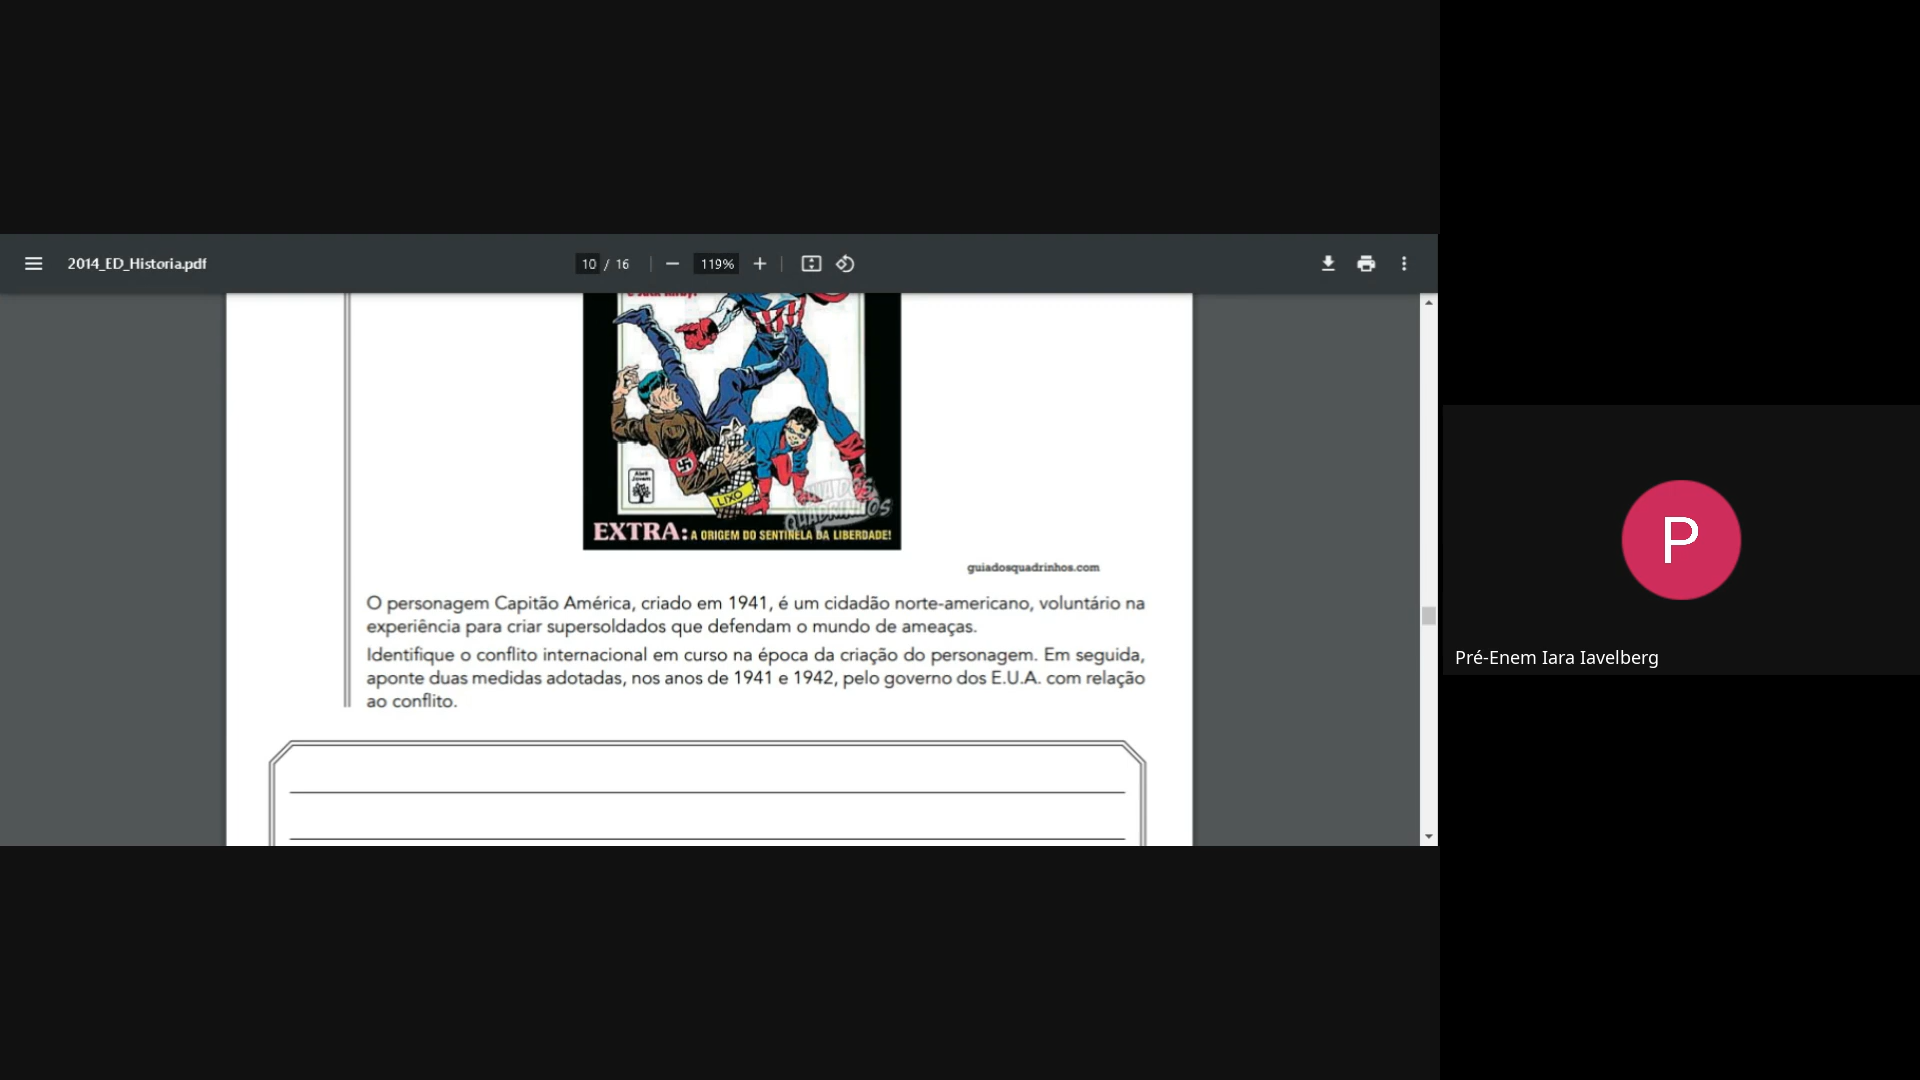 2014_ED_Historia.pdf
10 / 16
119%
LIXO
EXTRA: A ORIGEM DO SENTINELA DA LIBERDADE!
GUIA DOS
QUADRINHOS
guiadosquadrinhos.com
O personagem Capitão América, criado em 1941, é um cidadão norte-americano, voluntário na
experiência para criar supersoldados que defendam o mundo de ameaças.
Identifique o conflito internacional em curso na época da criação do personagem. Em seguida,
aponte duas medidas adotadas, nos anos de 1941 e 1942, pelo governo dos E.U.A. com relação
ao conflito.
P
Pré-Enem Iara Iavelberg